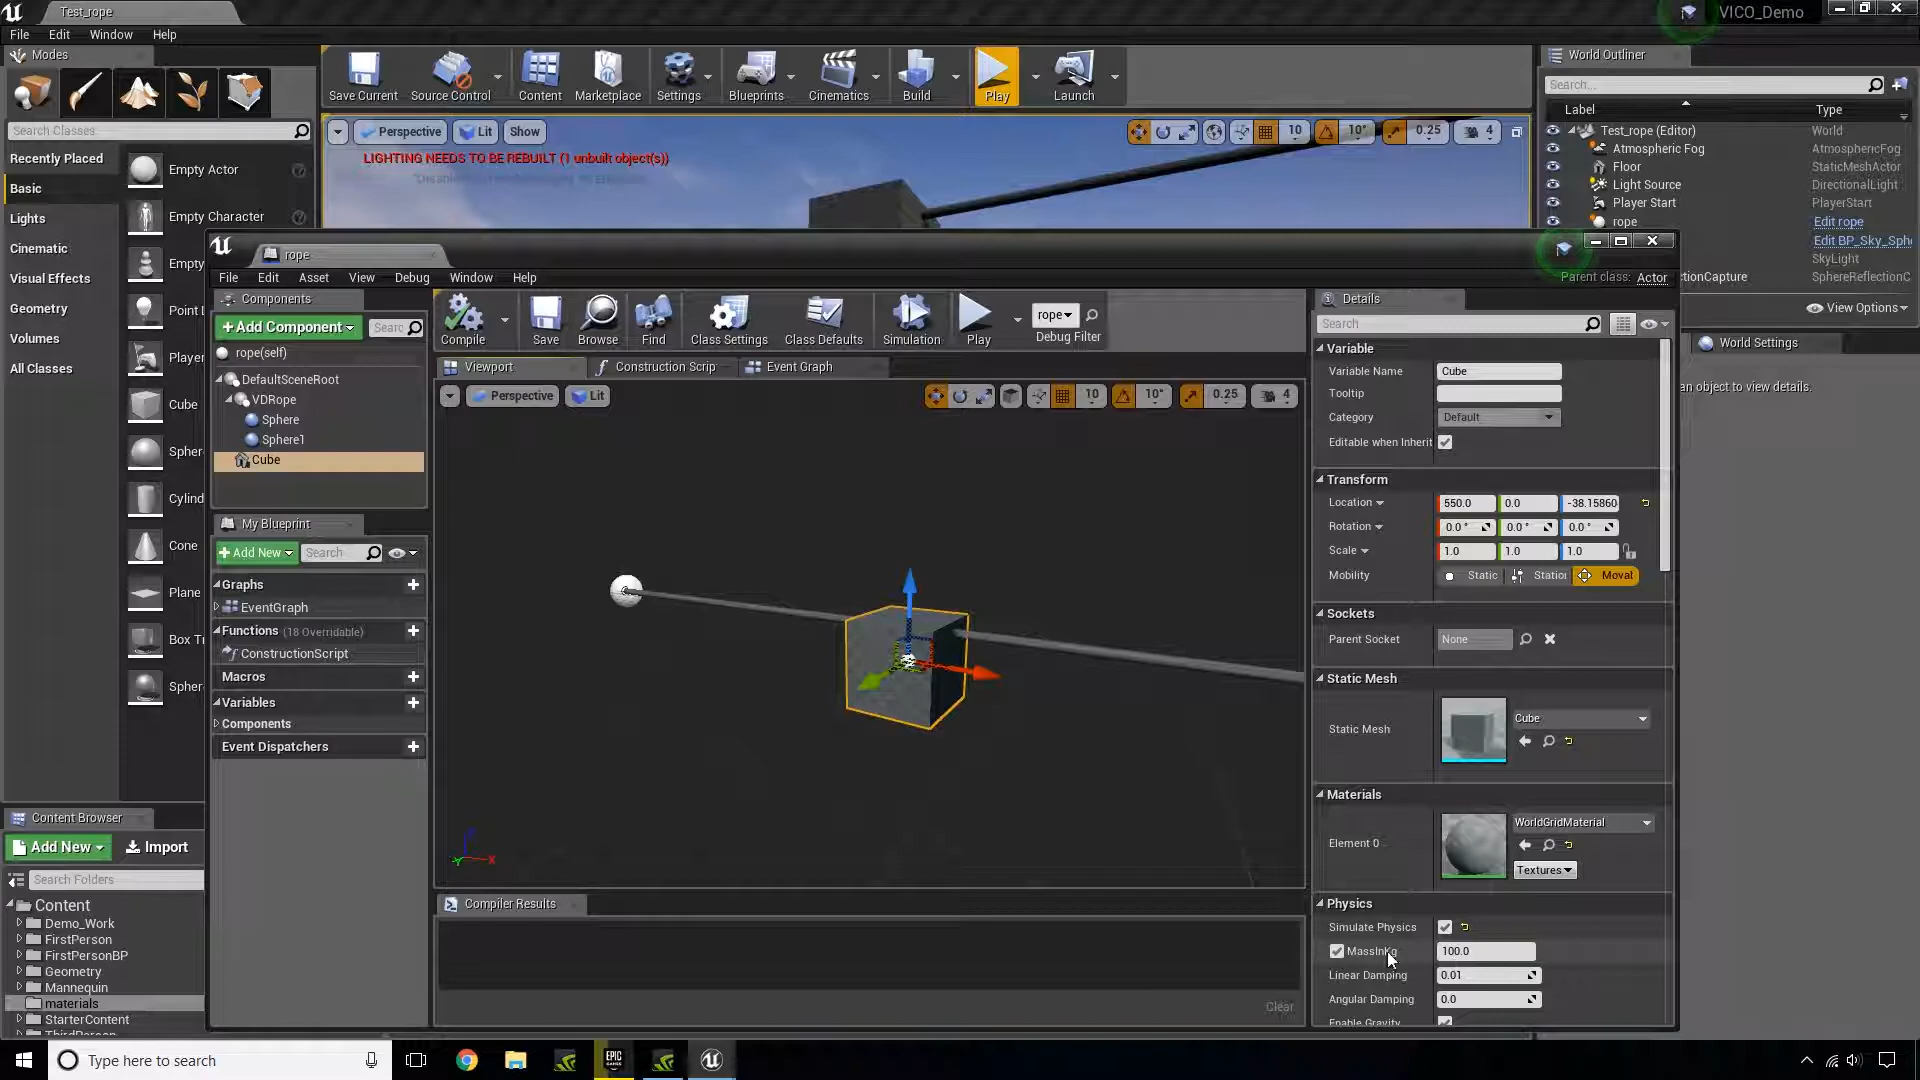 Test_rope
VICO_Demo
File Edit Window Help
Modes
World Outliner
Save Current
Source Control
Content
Marketplace
Settings
Blueprints
Cinematics
Build
Play
Launch
Search...
Label Type
Search Classes
Recently Placed
Basic
Lights
Cinematic
Visual Effects
Geometry
Volumes
All Classes
Empty Actor
Empty Character
Empty
Point L
Player
Cube
Spher
Cylind
Cone
Plane
Box Tr
Spher
Spher
Perspective Lit Show
10 10° 0.25 4
LIGHTING NEEDS TO BE REBUILT (1 unbuilt object(s))
Test_rope (Editor) World
Atmospheric Fog AtmosphericFog
Floor StaticMeshActor
Light Source DirectionalLight
Player Start PlayerStart
rope Edit rope
Edit BP_Sky_Sph
SkyLight
ctionCapture SphereReflectionC
View Options
World Settings
an object to view details.
rope
File Edit Asset View Debug Window Help
Parent class: Actor
Components
+Add Component
Searc
rope(self)
DefaultSceneRoot
VDRope
Sphere
Sphere1
Cube
My Blueprint
+Add New
Search
Graphs
EventGraph
Functions (18 Overridable)
ConstructionScript
Macros
Variables
Components
Event Dispatchers
Compile
Save
Browse
Find
Class Settings
Class Defaults
Simulation
Play
rope
Debug Filter
Viewport
Construction Scrip
Event Graph
Perspective Lit
10 10° 0.25 4
X
Compiler Results
Clear
Details
Search
Variable
Variable Name Cube
Tooltip
Category Default
Editable when Inherit
Transform
Location 550.0 0.0 -38.15860
Rotation 0.0 ° 0.0 ° 0.0 °
Scale 1.0 1.0 1.0
Mobility Static Station Movat
Sockets
Parent Socket None
Static Mesh
Static Mesh Cube
Materials
Element 0 WorldGridMaterial
Textures
Physics
Simulate Physics
MassInKg 100.0
Linear Damping 0.01
Angular Damping 0.0
Enable Gravity
Content Browser
Add New Import
Search Folders
Content
Demo_Work
FirstPerson
FirstPersonBP
Geometry
Mannequin
materials
StarterContent
ThirdPerson
Type here to search
EPIC
GAMES